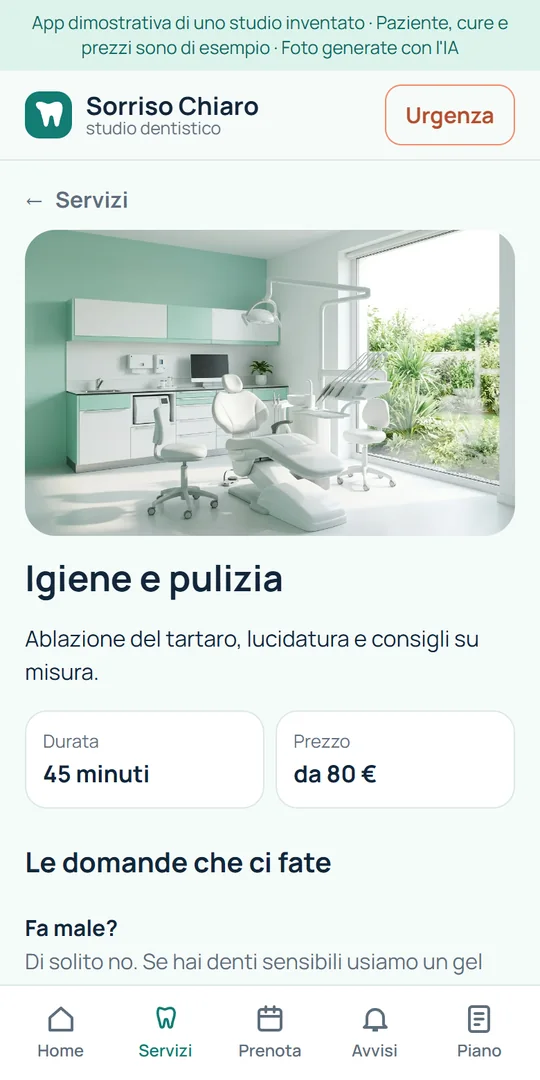 App dimostrativa di uno studio inventato · Paziente, cure e
prezzi sono di esempio · Foto generate con l'IA
Sorriso Chiaro
studio dentistico
Urgenza
← Servizi
Igiene e pulizia
Ablazione del tartaro, lucidatura e consigli su
misura.
Durata
45 minuti
Prezzo
da 80 €
Le domande che ci fate
Fa male?
Di solito no. Se hai denti sensibili usiamo un gel
Home
Servizi
Prenota
Avvisi
Piano